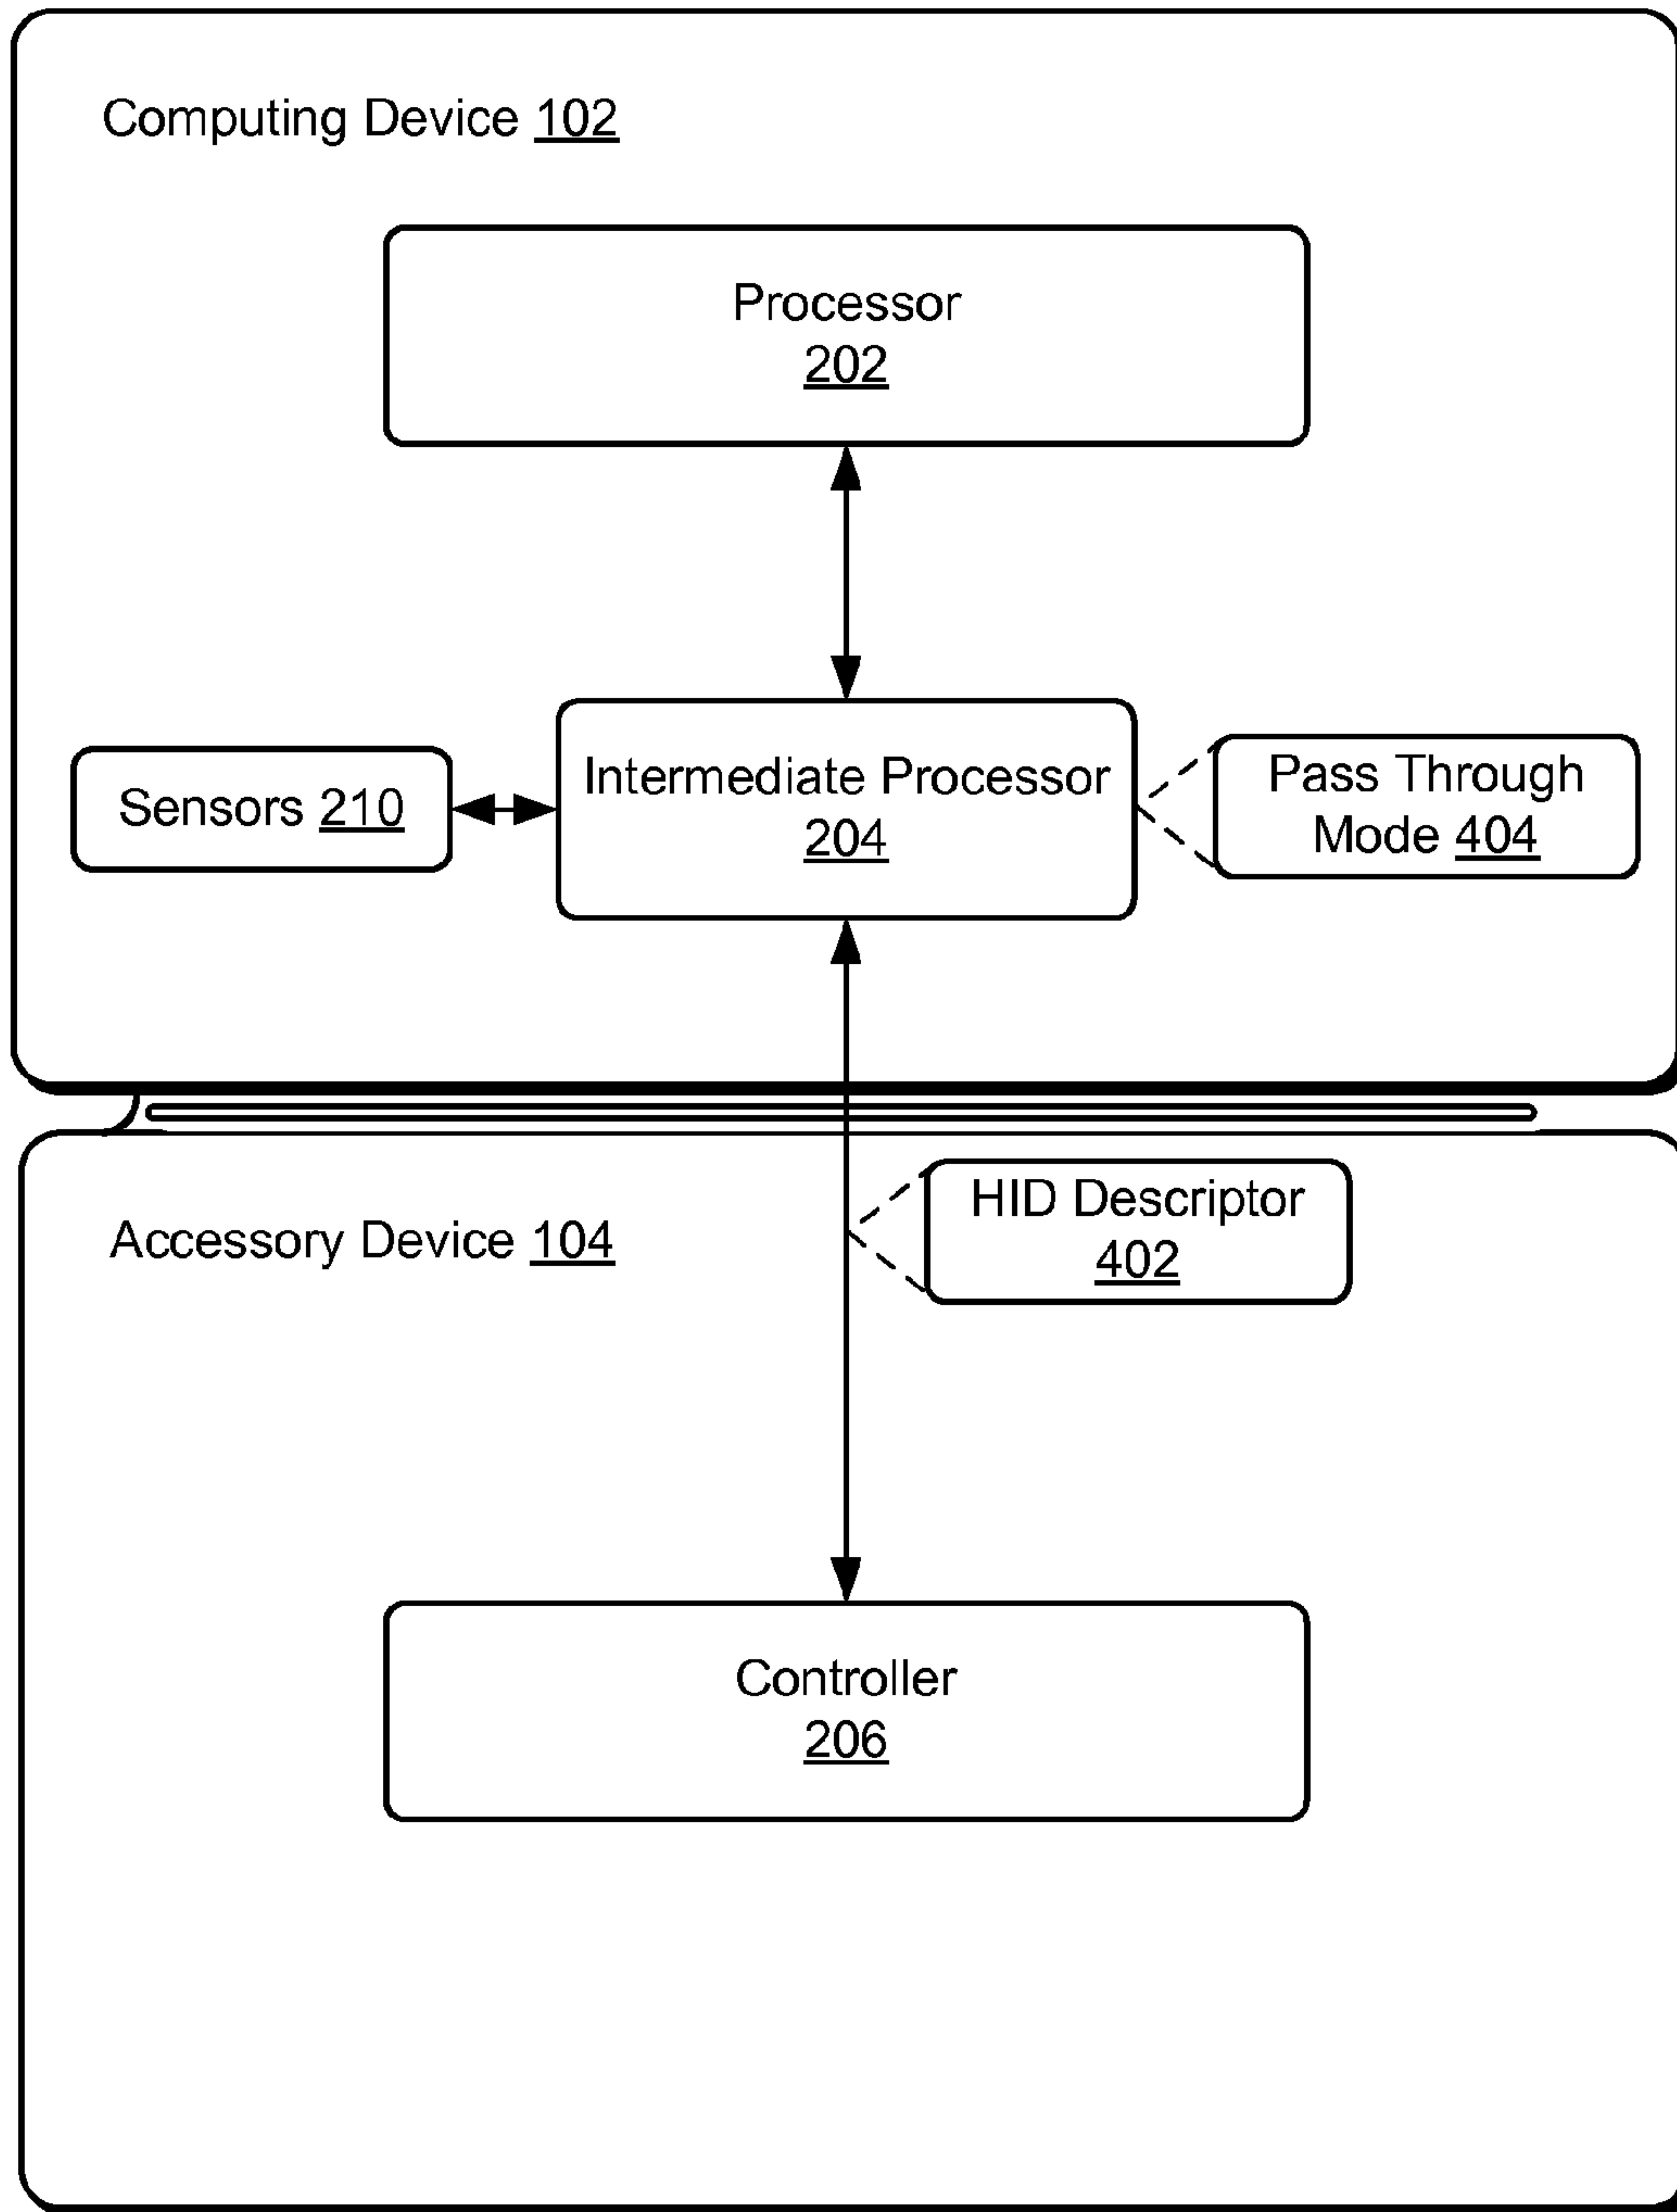 Computing Device 102
Processor
202
Sensors 210
Intermediate Processor
204
Pass Through
Mode 404
Accessory Device 104
HID Descriptor
402
Controller
206